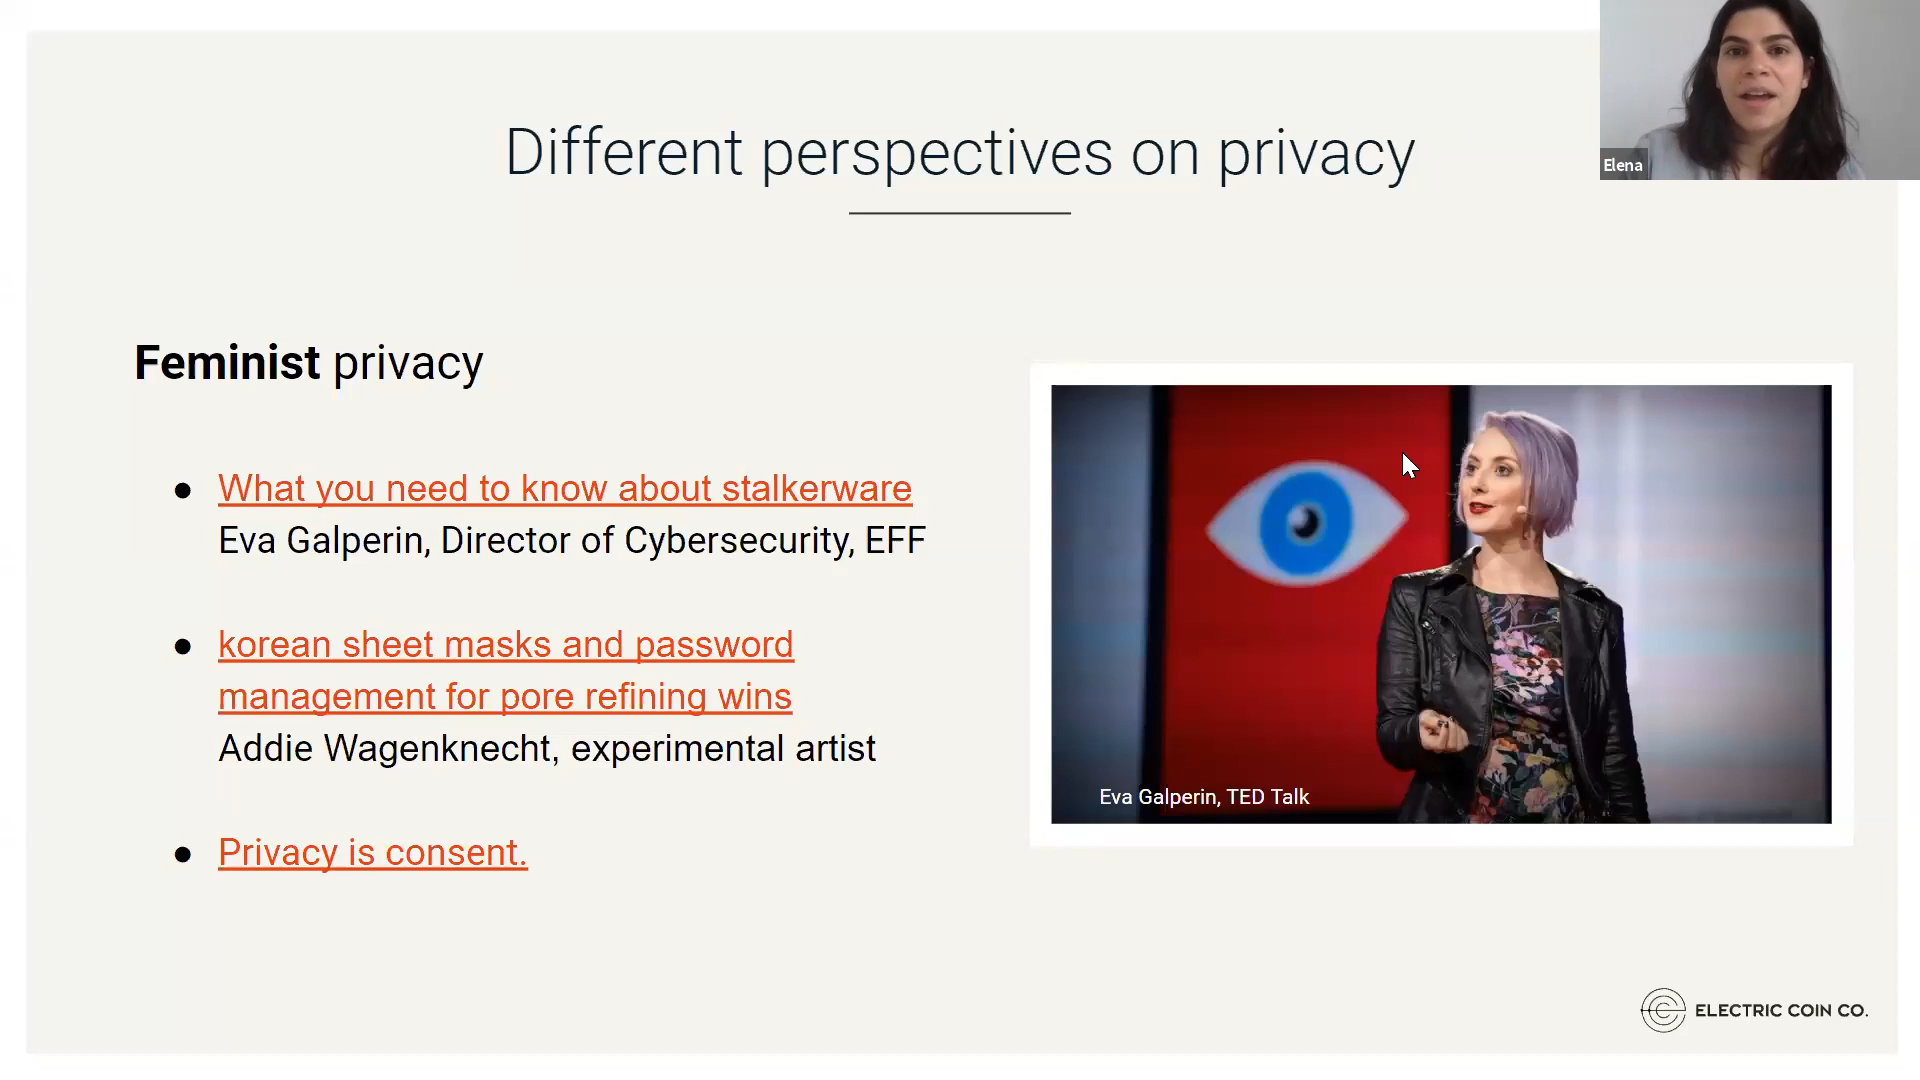 Different perspectives on privacy
Elena
Feminist privacy
What you need to know about stalkerware
Eva Galperin, Director of Cybersecurity, EFF
korean sheet masks and password
management for pore refining wins
Addie Wagenknecht, experimental artist
Privacy is consent.
Eva Galperin, TED Talk
ELECTRIC COIN CO.